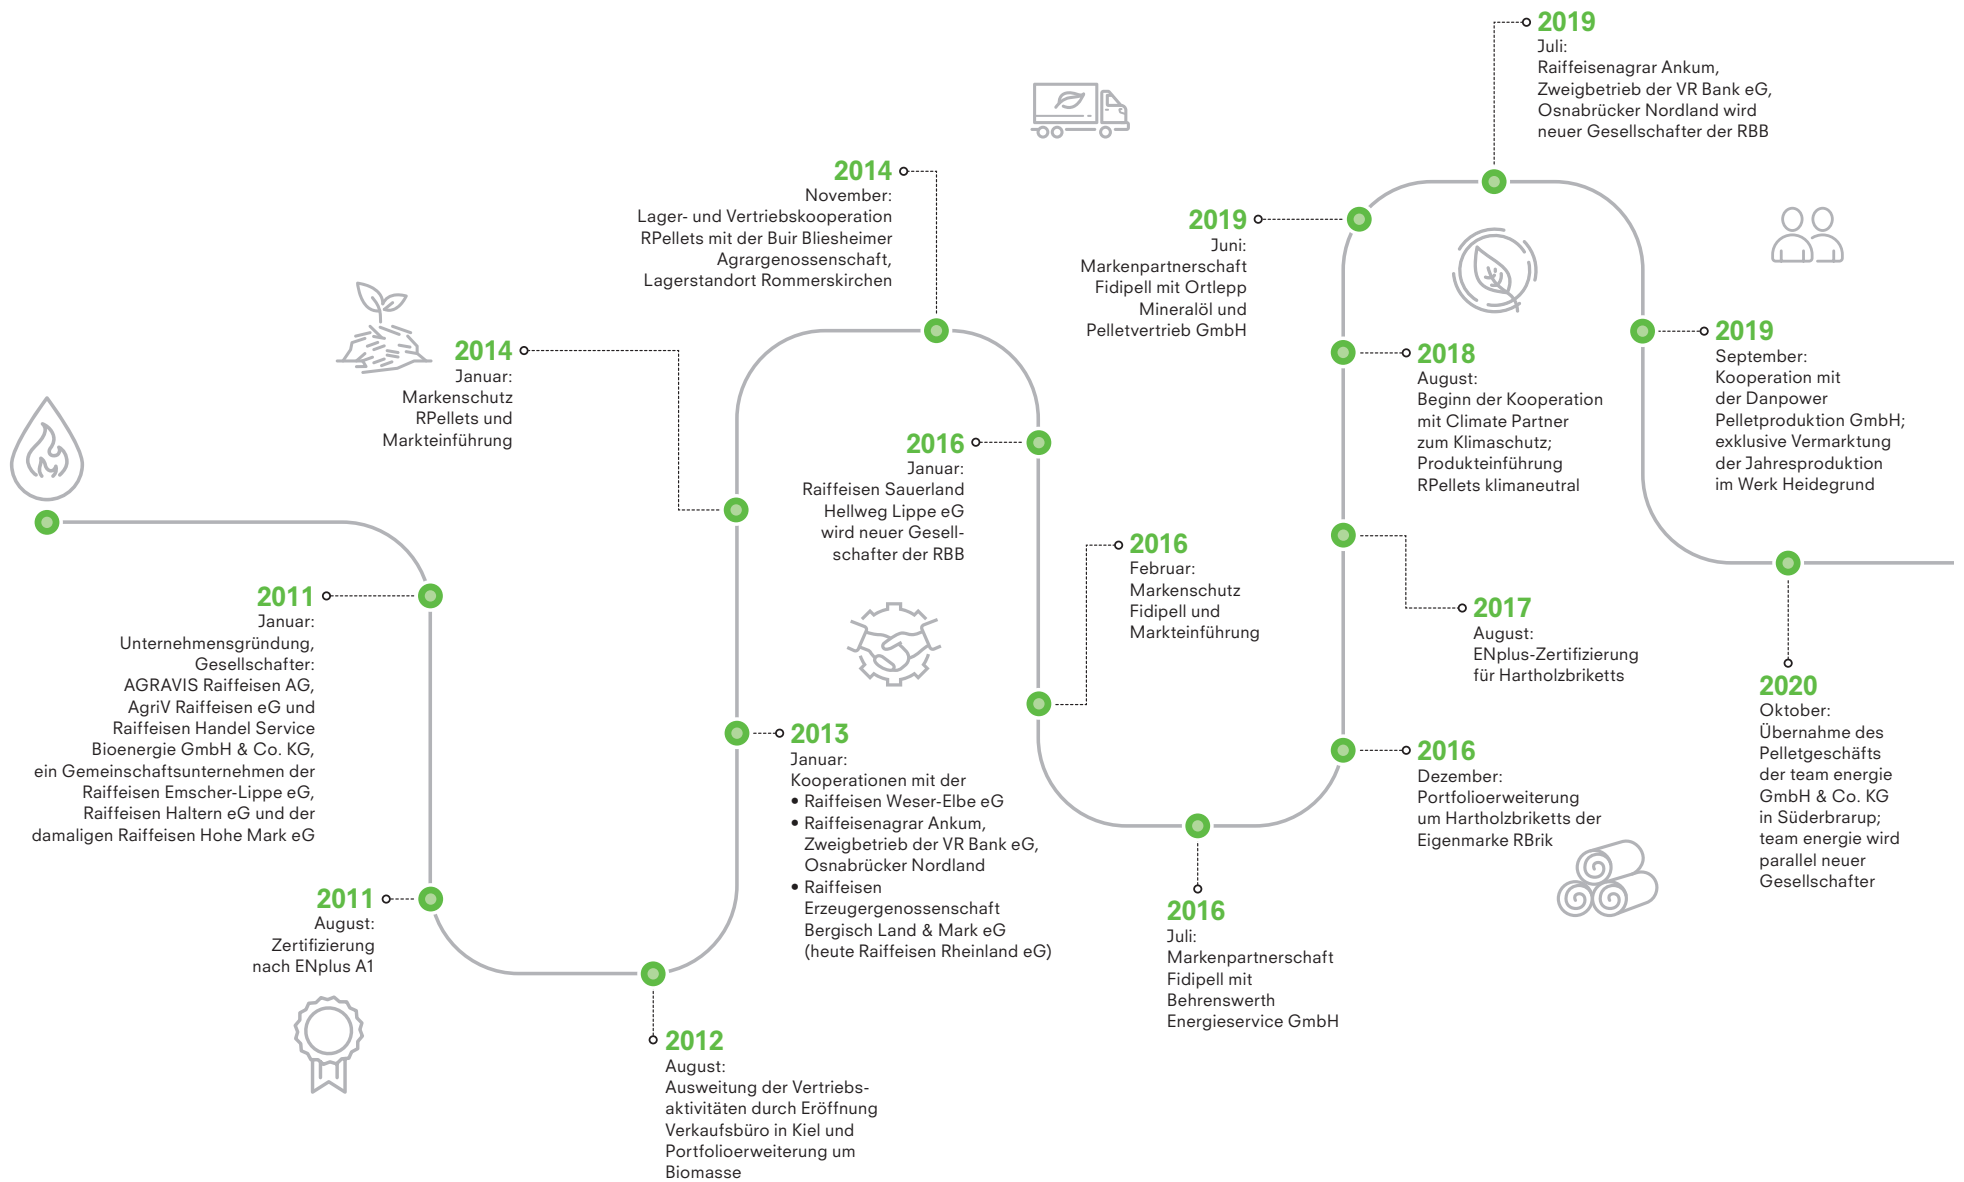 2011
Januar:
Unternehmensgründung,
Gesellschafter:
AGRAVIS Raiffeisen AG,
AgriV Raiffeisen eG und
Raiffeisen Handel Service
Bioenergie GmbH & Co. KG,
ein Gemeinschaftsunternehmen der
Raiffeisen Emscher-Lippe eG,
Raiffeisen Haltern eG und der
damaligen Raiffeisen Hohe Mark eG
2011
August:
Zertifizierung
nach ENplus A1
2012
August:
Ausweitung der Vertriebs-
aktivitäten durch Eröffnung
Verkaufsbüro in Kiel und
Portfolioerweiterung um
Biomasse
2013
Januar:
Kooperationen mit der
• Raiffeisen Weser-Elbe eG
• Raiffeisenagrar Ankum,
Zweigbetrieb der VR Bank eG,
Osnabrücker Nordland
• Raiffeisen
Erzeugergenossenschaft
Bergisch Land & Mark eG
(heute Raiffeisen Rheinland eG)
2014
Januar:
Markenschutz
RPellets und
Markteinführung
2014
November:
Lager- und Vertriebskooperation
RPellets mit der Buir Bliesheimer
Agrargenossenschaft,
Lagerstandort Rommerskirchen
2016
Januar:
Raiffeisen Sauerland
Hellweg Lippe eG
wird neuer Gesell-
schafter der RBB
2016
Februar:
Markenschutz
Fidipell und
Markteinführung
2016
Juli:
Markenpartnerschaft
Fidipell mit
Behrenswerth
Energieservice GmbH
2016
Dezember:
Portfolioerweiterung
um Hartholzbriketts der
Eigenmarke RBrik
2017
August:
ENplus-Zertifizierung
für Hartholzbriketts
2018
August:
Beginn der Kooperation
mit Climate Partner
zum Klimaschutz;
Produkteinführung
RPellets klimaneutral
2019
Juni:
Markenpartnerschaft
Fidipell mit Ortlepp
Mineralöl und
Pelletvertrieb GmbH
2019
Juli:
Raiffeisenagrar Ankum,
Zweigbetrieb der VR Bank eG,
Osnabrücker Nordland wird
neuer Gesellschafter der RBB
2019
September:
Kooperation mit
der Danpower
Pelletproduktion GmbH;
exklusive Vermarktung
der Jahresproduktion
im Werk Heidegrund
2020
Oktober:
Übernahme des
Pelletgeschäfts
der team energie
GmbH & Co. KG
in Süderbrarup;
team energie wird
parallel neuer
Gesellschafter